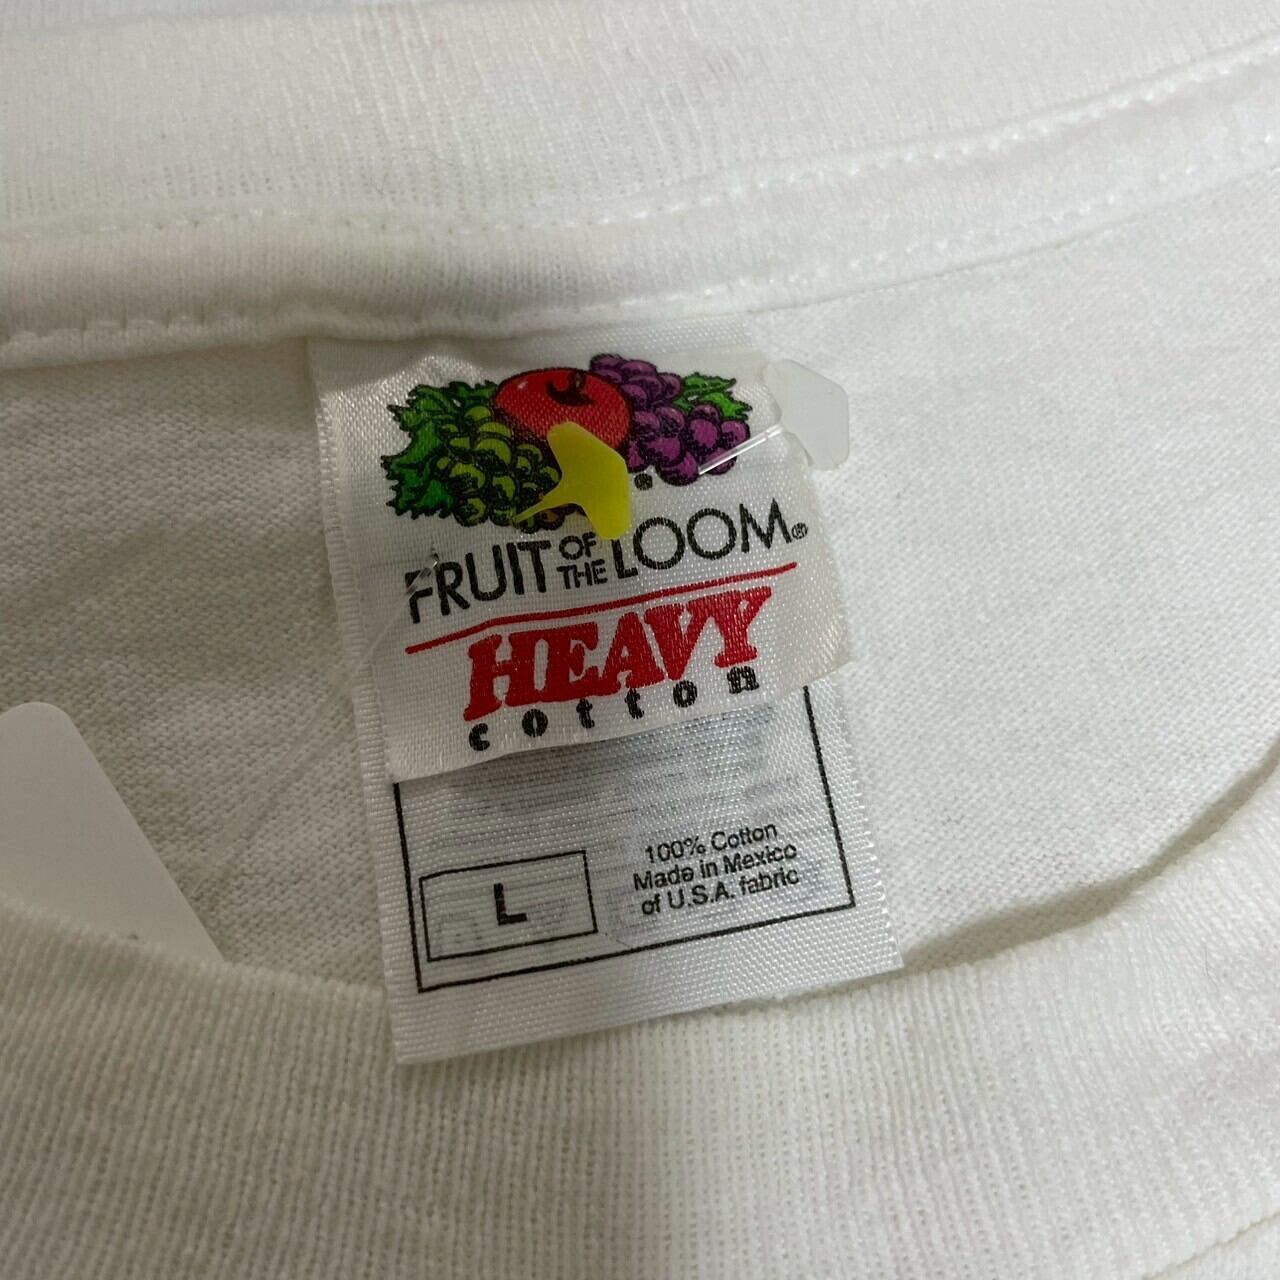 FRUIT OF THE LOOM®
HEAVY
cotton
L
100% Cotton
Made in Mexico
of U.S.A. fabric